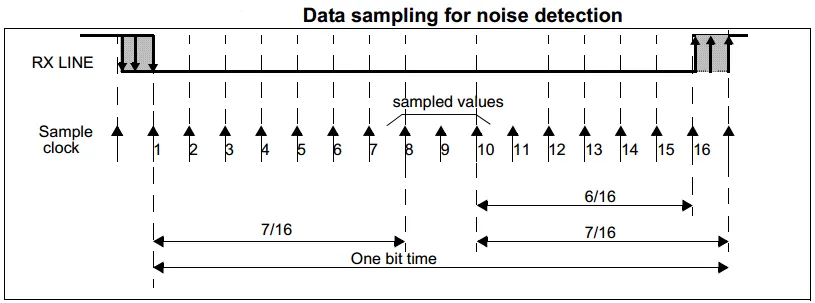 Data sampling for noise detection
RX LINE
sampled values
Sample
clock
1 2 3 4 5 6 7 8 9 10 11 12 13 14 15 16
6/16
7/16
7/16
One bit time